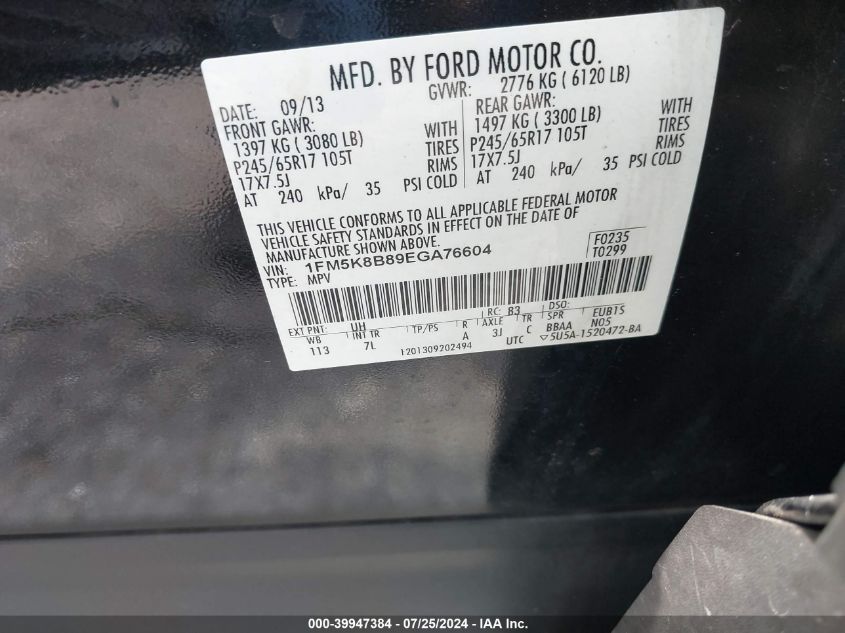 MFD. BY FORD MOTOR CO.
DATE: 09/13 GVWR: 2776 KG ( 6120 LB)
FRONT GAWR: REAR GAWR:
1397 KG ( 3080 LB) WITH 1497 KG ( 3300 LB) WITH
P245/65R17 105T TIRES P245/65R17 105T TIRES
17X7.5J RIMS 17X7.5J RIMS
AT 240 kPa/ 35 PSI COLD AT 240 kPa/ 35 PSI COLD
THIS VEHICLE CONFORMS TO ALL APPLICABLE FEDERAL MOTOR
VEHICLE SAFETY STANDARDS IN EFFECT ON THE DATE OF
MANUFACTURE SHOWN ABOVE.
VIN: 1FM5K8B89EGA76604 F0235
TYPE: MPV T0299
EXT PNT: UH RC: B3 DSO:
WB INT TR TP/PS R AXLE TR SPR EUB1S
113 7L A 3J C BBAA N05
1201309202494 UTC ▽5U5A-1520472-BA
000-39947384 - 07/25/2024 - IAA Inc.